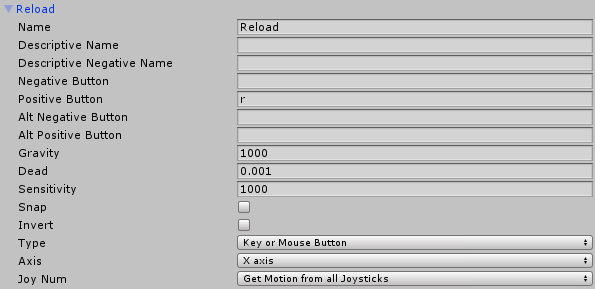 Reload
Name Reload
Descriptive Name
Descriptive Negative Name
Negative Button
Positive Button r
Alt Negative Button
Alt Positive Button
Gravity 1000
Dead 0.001
Sensitivity 1000
Snap
Invert
Type Key or Mouse Button
Axis X axis
Joy Num Get Motion from all Joysticks